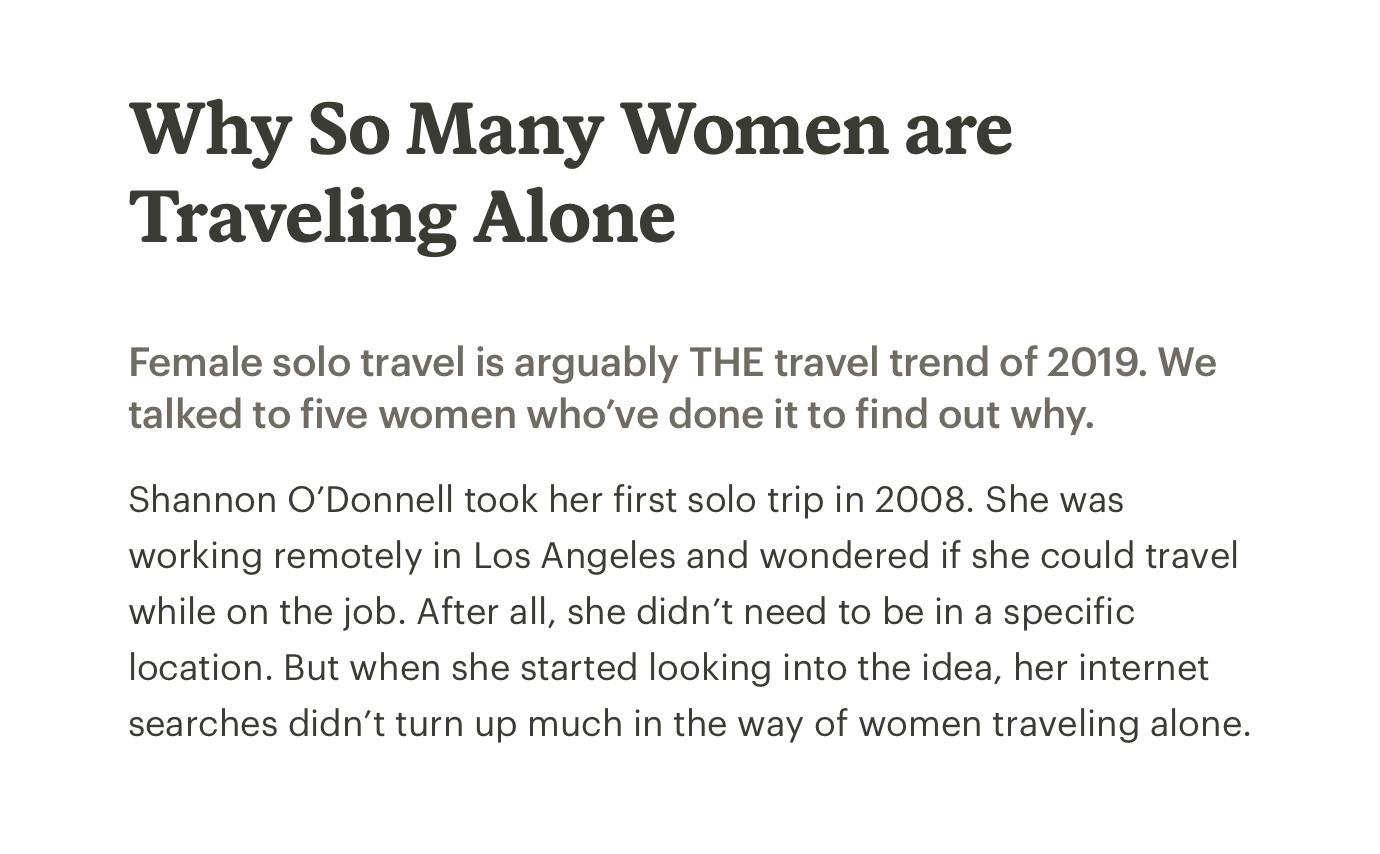 Why So Many Women are
Traveling Alone
Female solo travel is arguably THE travel trend of 2019. We
talked to five women who’ve done it to find out why.
Shannon O’Donnell took her first solo trip in 2008. She was
working remotely in Los Angeles and wondered if she could travel
while on the job. After all, she didn’t need to be in a specific
location. But when she started looking into the idea, her internet
searches didn’t turn up much in the way of women traveling alone.